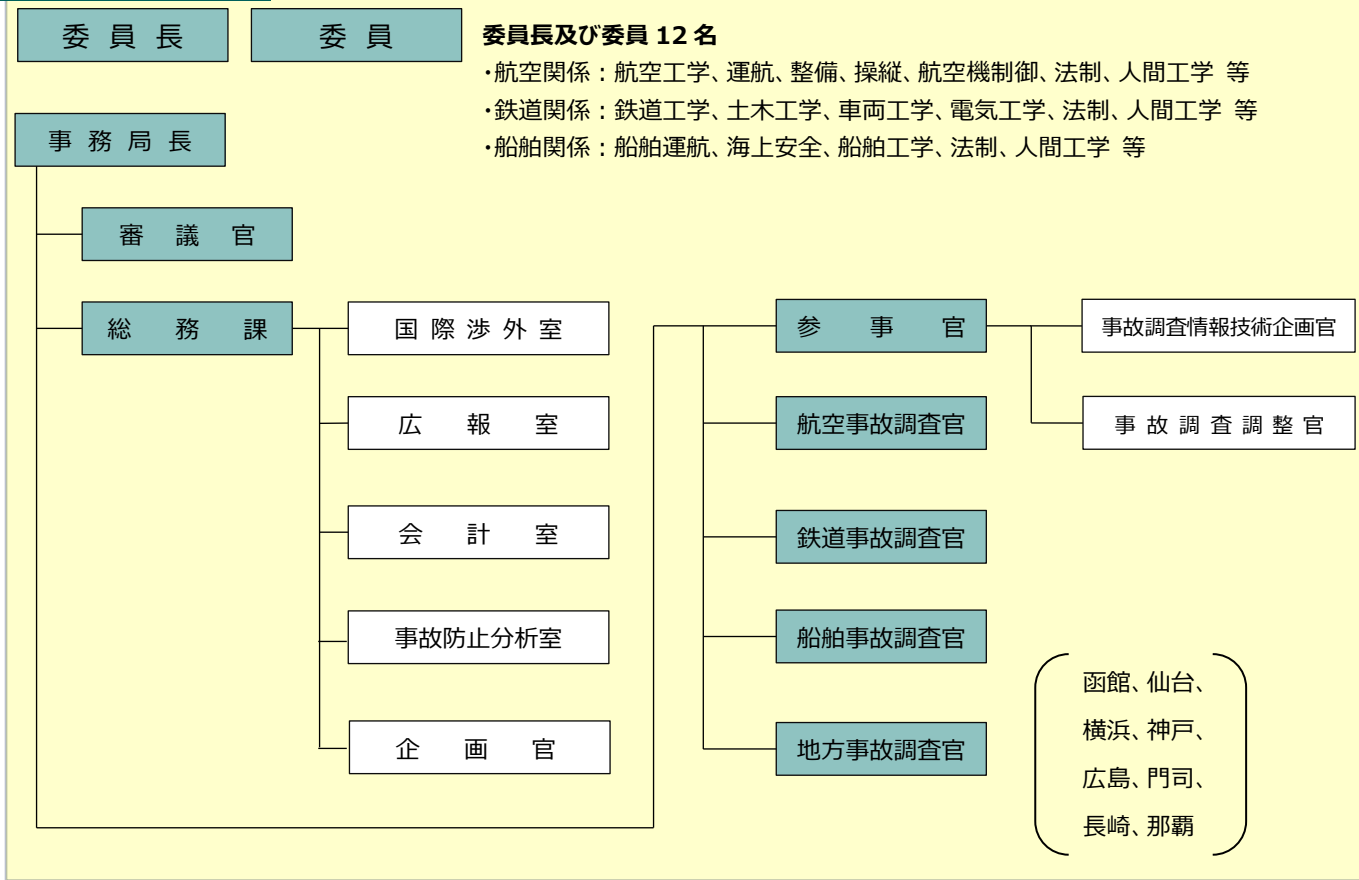 委員長
委員
委員長及び委員 12 名
・航空関係：航空工学、運航、整備、操縦、航空機制御、法制、人間工学 等
・鉄道関係：鉄道工学、土木工学、車両工学、電気工学、法制、人間工学 等
・船舶関係：船舶運航、海上安全、船舶工学、法制、人間工学 等
事務局長
審議官
総務課
国際渉外室
広報室
会計室
事故防止分析室
企画官
参事官
事故調査情報技術企画官
事故調査調整官
航空事故調査官
鉄道事故調査官
船舶事故調査官
地方事故調査官
函館、仙台、
横浜、神戸、
広島、門司、
長崎、那覇